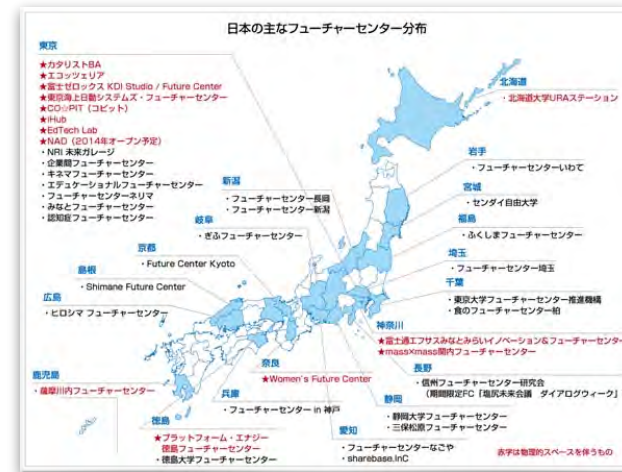 日本の主なフューチャーセンター分布
東京
★カタリストBA
★エコッツェリア
★富士ゼロックス KDI Studio / Future Center
★東京海上日動システムズ・フューチャーセンター
★CO☆PIT（コピット）
★iHub
★EdTech Lab
★NAD（2014年オープン予定）
・NRI 未来ガレージ
・企業間フューチャーセンター
・キネマフューチャーセンター
・エデュケーショナルフューチャーセンター
・フューチャーセンターネリマ
・みなとフューチャーセンター
・認知症フューチャーセンター
北海道
・北海道大学URAステーション
岩手
・フューチャーセンターいわて
宮城
・センダイ自由大学
福島
・ふくしまフューチャーセンター
新潟
・フューチャーセンター長岡
・フューチャーセンター新潟
岐阜
・ぎふフューチャーセンター
埼玉
・フューチャーセンター埼玉
京都
・Future Center Kyoto
千葉
・東京大学フューチャーセンター推進機構
・食のフューチャーセンター柏
島根
・Shimane Future Center
広島
・ヒロシマ フューチャーセンター
神奈川
★富士通エフサスみなとみらいイノベーション&フューチャーセンター
★mass×mass関内フューチャーセンター
長野
・信州フューチャーセンター研究会
（期間限定FC「塩尻未来会議　ダイアログウィーク」）
奈良
★Women's Future Center
鹿児島
・薩摩川内フューチャーセンター
兵庫
・フューチャーセンター in 神戸
静岡
・静岡大学フューチャーセンター
・三保松原フューチャーセンター
徳島
★プラットフォーム・エナジー
徳島フューチャーセンター
・徳島大学フューチャーセンター
愛知
・フューチャーセンターなごや
・sharebase.InC
赤字は物理的スペースを伴うもの